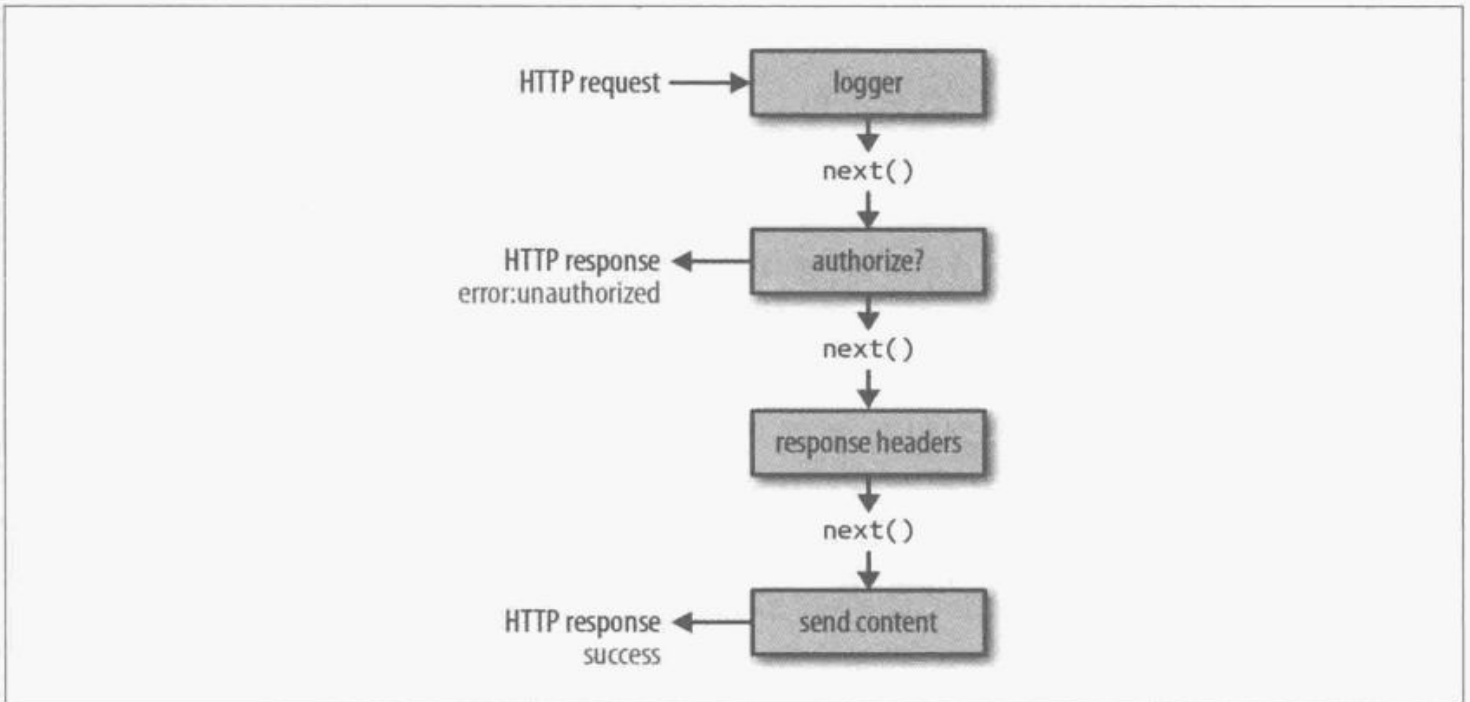 HTTP request
logger
next()
HTTP response
error:unauthorized
authorize?
next()
response headers
next()
HTTP response
success
send content